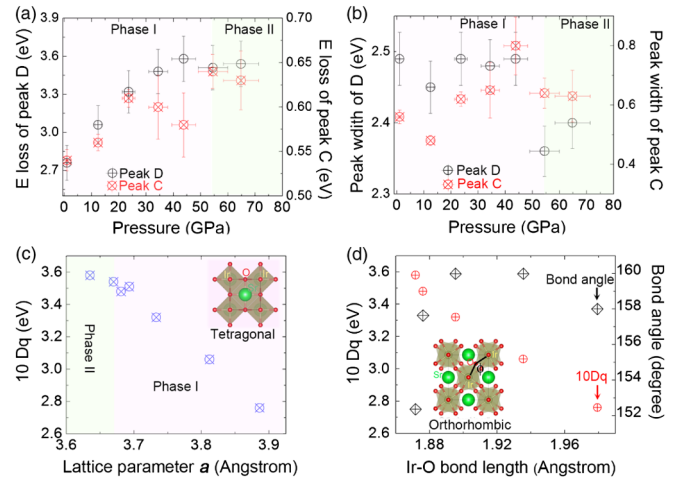 (a)
Phase I
Phase II
E loss of peak D (eV)
3.9
3.6
3.3
3.0
2.7
0.70
0.65
0.60
0.55
0.50
E loss of peak C (eV)
Peak D
Peak C
0 10 20 30 40 50 60 70 80
Pressure (GPa)
(b)
Phase I
Phase II
Peak wdith of D (eV)
2.5
2.4
2.3
0.8
0.6
0.4
Peak width of peak C
Peak D
Peak C
0 10 20 30 40 50 60 70 80
Pressure (GPa)
(c)
10 Dq (eV)
3.6
3.4
3.2
3.0
2.8
2.6
Phase II
Phase I
O
Tetragonal
3.6 3.7 3.8 3.9
Lattice parameter a (Angstrom)
(d)
10 Dq (eV)
3.6
3.4
3.2
3.0
2.8
2.6
160
158
156
154
152
Bond angle (degree)
Bond angle
10Dq
φ
Orthorhombic
1.88 1.92 1.96
Ir-O bond length (Angstrom)